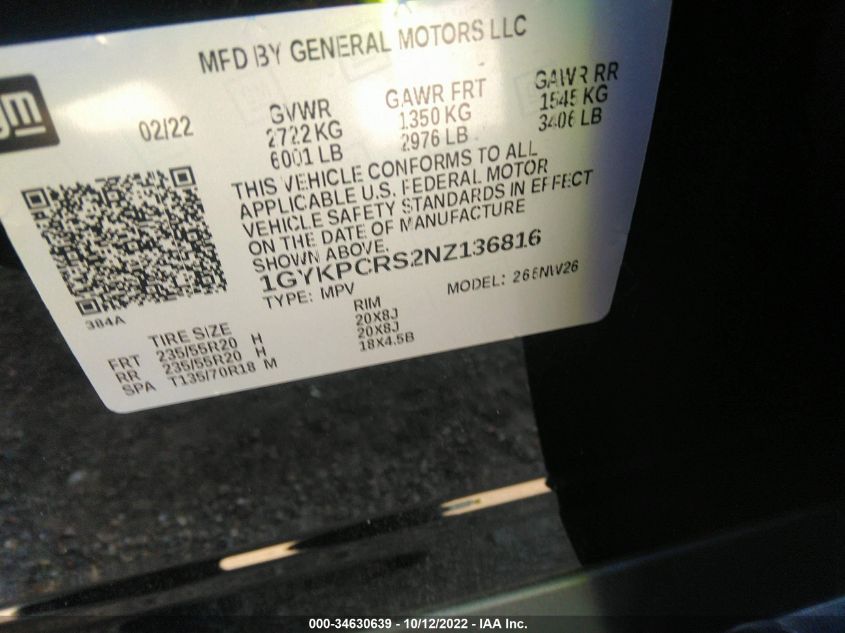 MFD BY GENERAL MOTORS LLC
gm
02/22
GVWR
2722 KG
6001 LB
GAWR FRT
1350 KG
2976 LB
GAWR RR
1545 KG
3406 LB
THIS VEHICLE CONFORMS TO ALL
APPLICABLE U.S. FEDERAL MOTOR
VEHICLE SAFETY STANDARDS IN EFFECT
ON THE DATE OF MANUFACTURE
SHOWN ABOVE.
1GYKPCRS2NZ136816
TYPE: MPV
MODEL: 266NW26
384A
TIRE SIZE
RIM
FRT 235/55R20 H 20X8J
RR 235/55R20 H 20X8J
SPA T135/70R18 M 18X4.5B
000-34630639 - 10/12/2022 - IAA Inc.